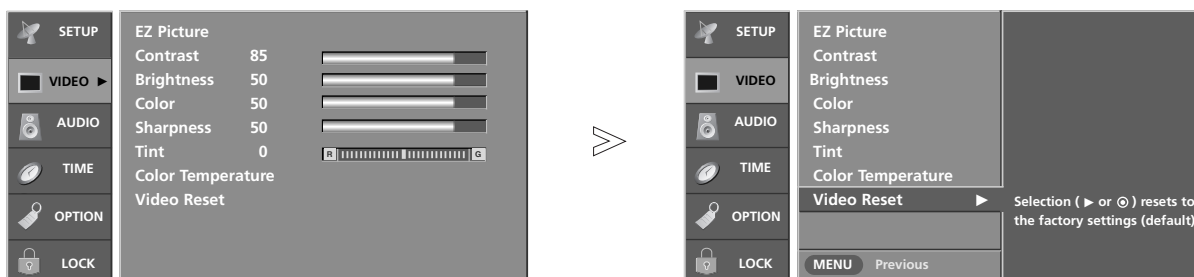 SETUP
VIDEO ►
AUDIO
TIME
OPTION
LOCK
EZ Picture
Contrast 85
Brightness 50
Color 50
Sharpness 50
Tint 0 R G
Color Temperature
Video Reset
SETUP
VIDEO
AUDIO
TIME
OPTION
LOCK
EZ Picture
Contrast
Brightness
Color
Sharpness
Tint
Color Temperature
Video Reset ►
MENU Previous
Selection ( ► or ◉ ) resets to
the factory settings (default)